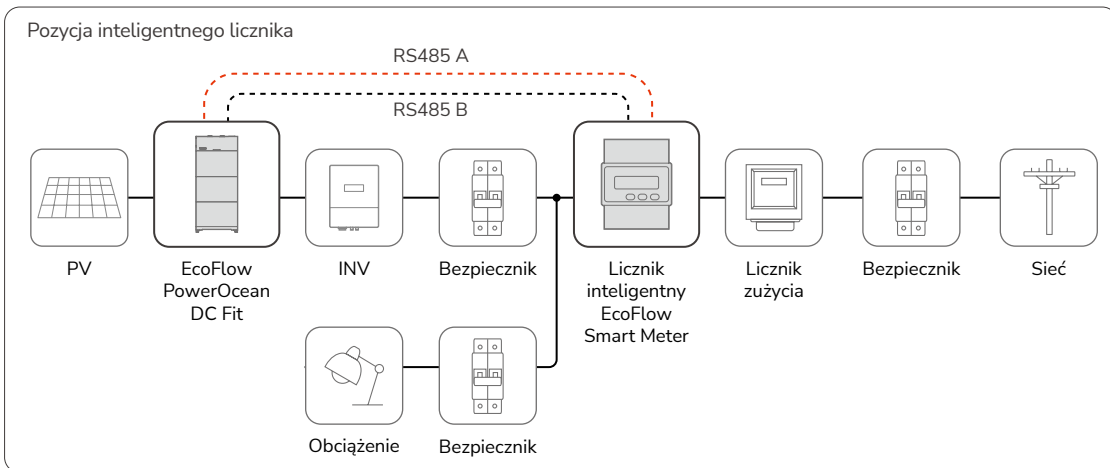 Pozycja inteligentnego licznika
RS485 A
RS485 B
PV
EcoFlow
PowerOcean
DC Fit
INV
Bezpiecznik
Licznik
inteligentny
EcoFlow
Smart Meter
Licznik
zużycia
Bezpiecznik
Sieć
Obciążenie
Bezpiecznik